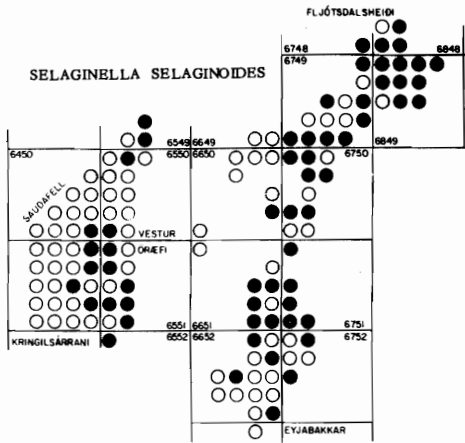 FLJÓTSDALSHEIÐI
6748 6848
6749
SELAGINELLA SELAGINOIDES
6549 6649 6849
6450 6550 6650 6750
SAUÐAFELL
VESTUR
ÖRÆFI
6551 6651 6751
KRINGILSÁRRANI 6552 6652 6752
EYJABAKKAR